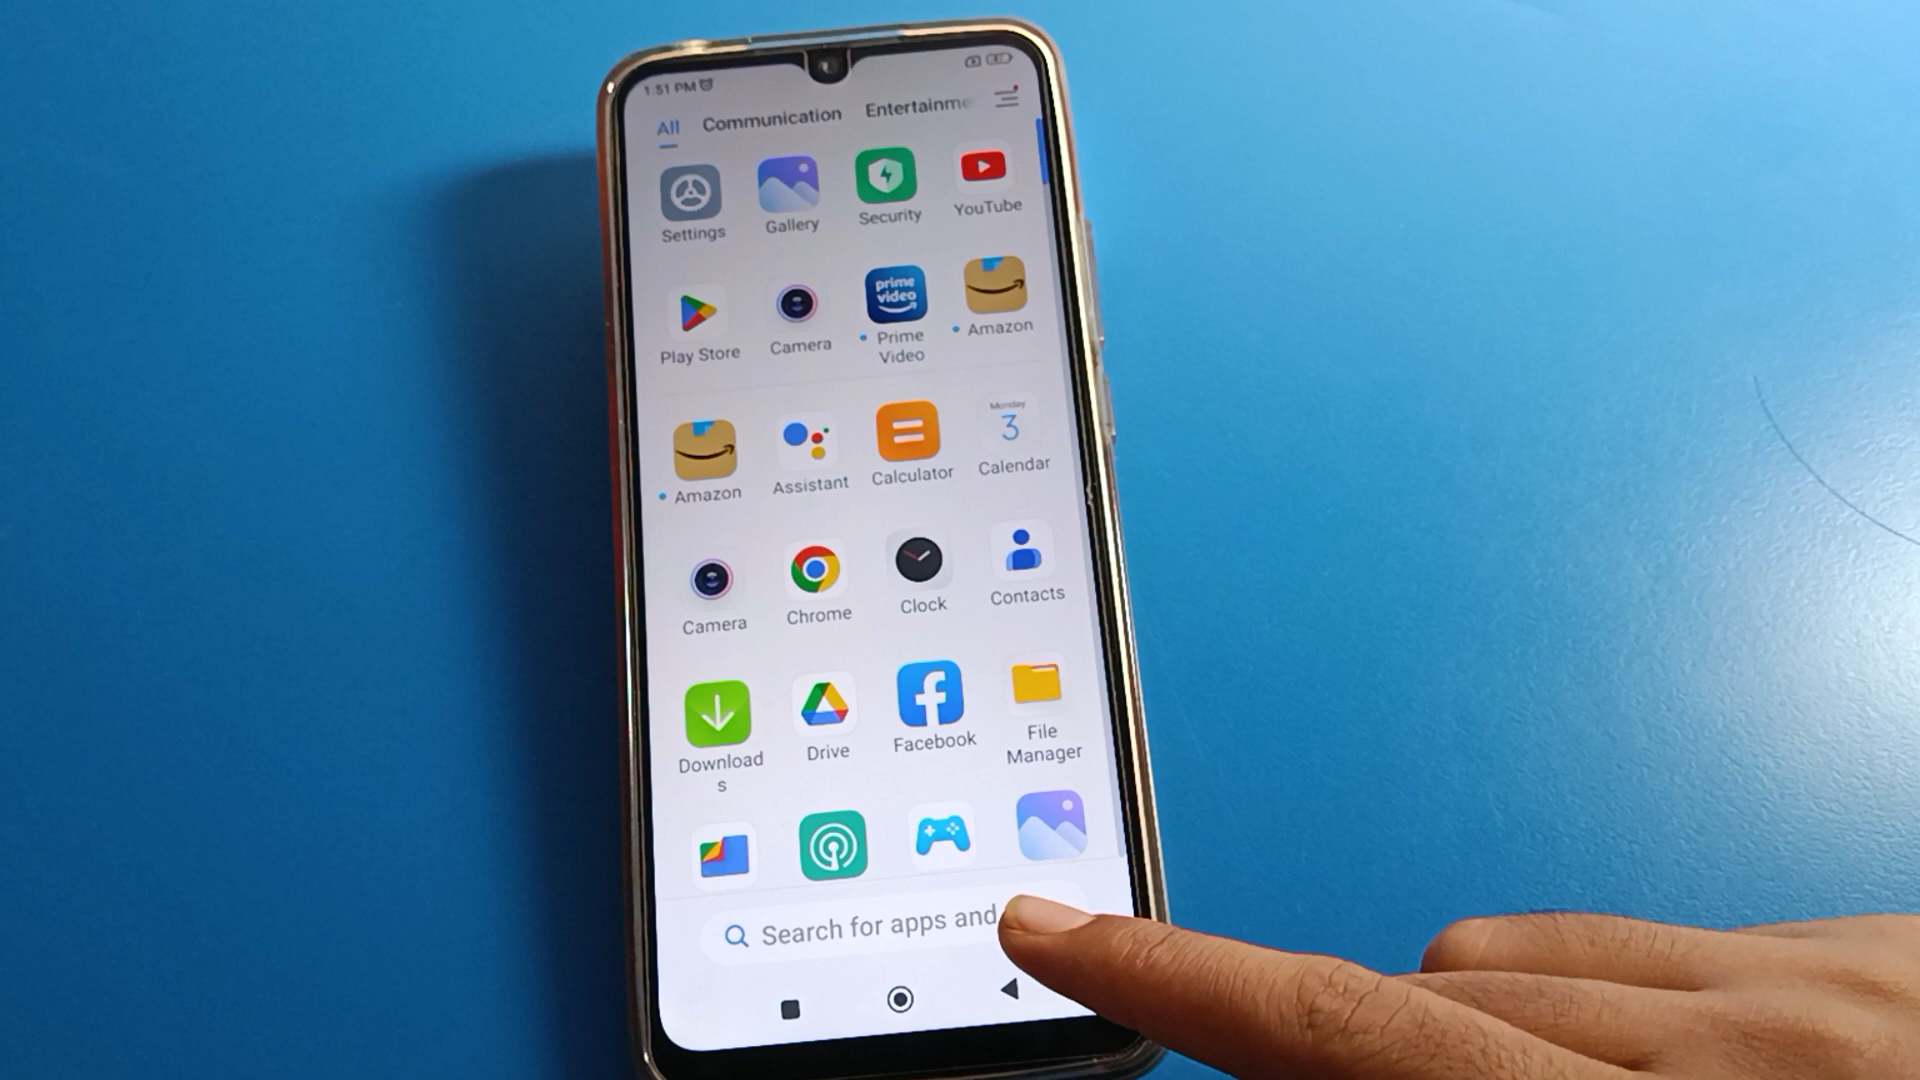 1:51 PM
All Communication Entertainme
Settings Gallery Security YouTube
prime
video
Play Store Camera Prime
Video Amazon
Monday
3
Amazon Assistant Calculator Calendar
Camera Chrome Clock Contacts
Download
s Drive Facebook File
Manager
Search for apps and